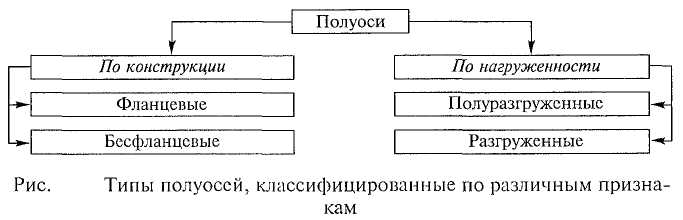 Полуоси
По конструкции
По нагруженности
Фланцевые
Полуразгруженные
Бесфланцевые
Разгруженные
Рис. Типы полуосей, классифицированные по различным призна-
кам